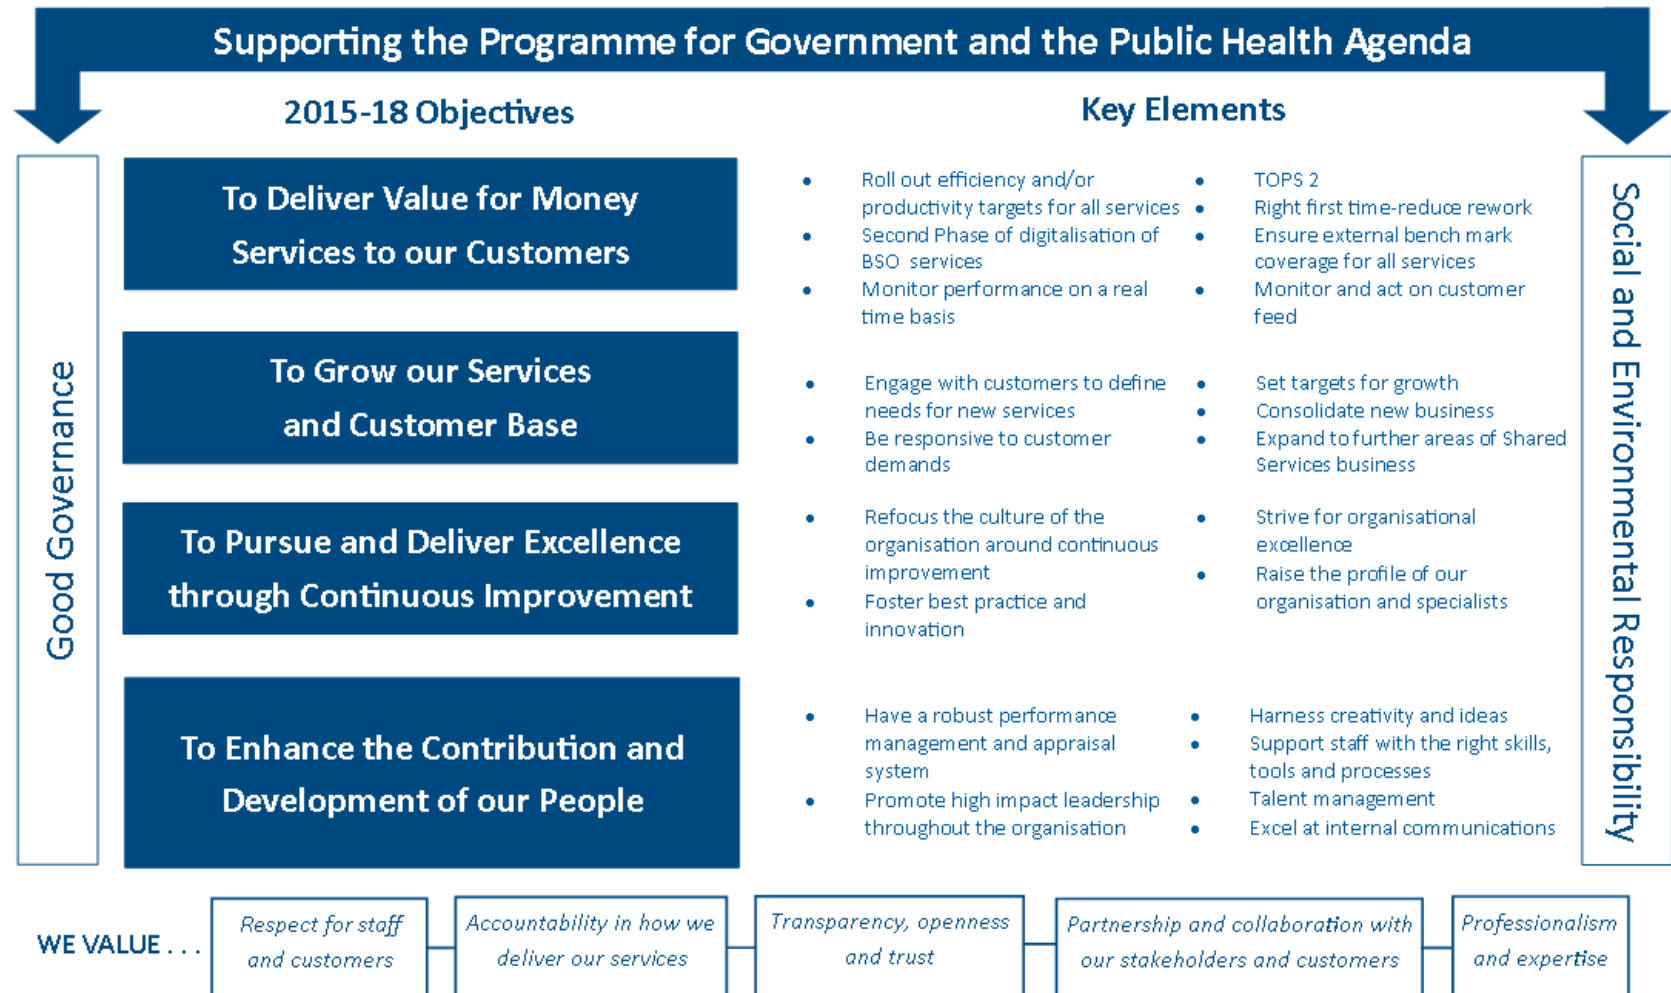 Supporting the Programme for Government and the Public Health Agenda
2015-18 Objectives
Key Elements
Good Governance
To Deliver Value for Money
Services to our Customers
• Roll out efficiency and/or
productivity targets for all services
• Second Phase of digitalisation of
BSO services
• Monitor performance on a real
time basis
• TOPS 2
• Right first time-reduce rework
• Ensure external bench mark
coverage for all services
• Monitor and act on customer
feed
To Grow our Services
and Customer Base
• Engage with customers to define
needs for new services
• Be responsive to customer
demands
• Set targets for growth
• Consolidate new business
• Expand to further areas of Shared
Services business
To Pursue and Deliver Excellence
through Continuous Improvement
• Refocus the culture of the
organisation around continuous
improvement
• Foster best practice and
innovation
• Strive for organisational
excellence
• Raise the profile of our
organisation and specialists
To Enhance the Contribution and
Development of our People
• Have a robust performance
management and appraisal
system
• Promote high impact leadership
throughout the organisation
• Harness creativity and ideas
• Support staff with the right skills,
tools and processes
• Talent management
• Excel at internal communications
Social and Environmental Responsibility
WE VALUE . . .
Respect for staff
and customers
Accountability in how we
deliver our services
Transparency, openness
and trust
Partnership and collaboration with
our stakeholders and customers
Professionalism
and expertise